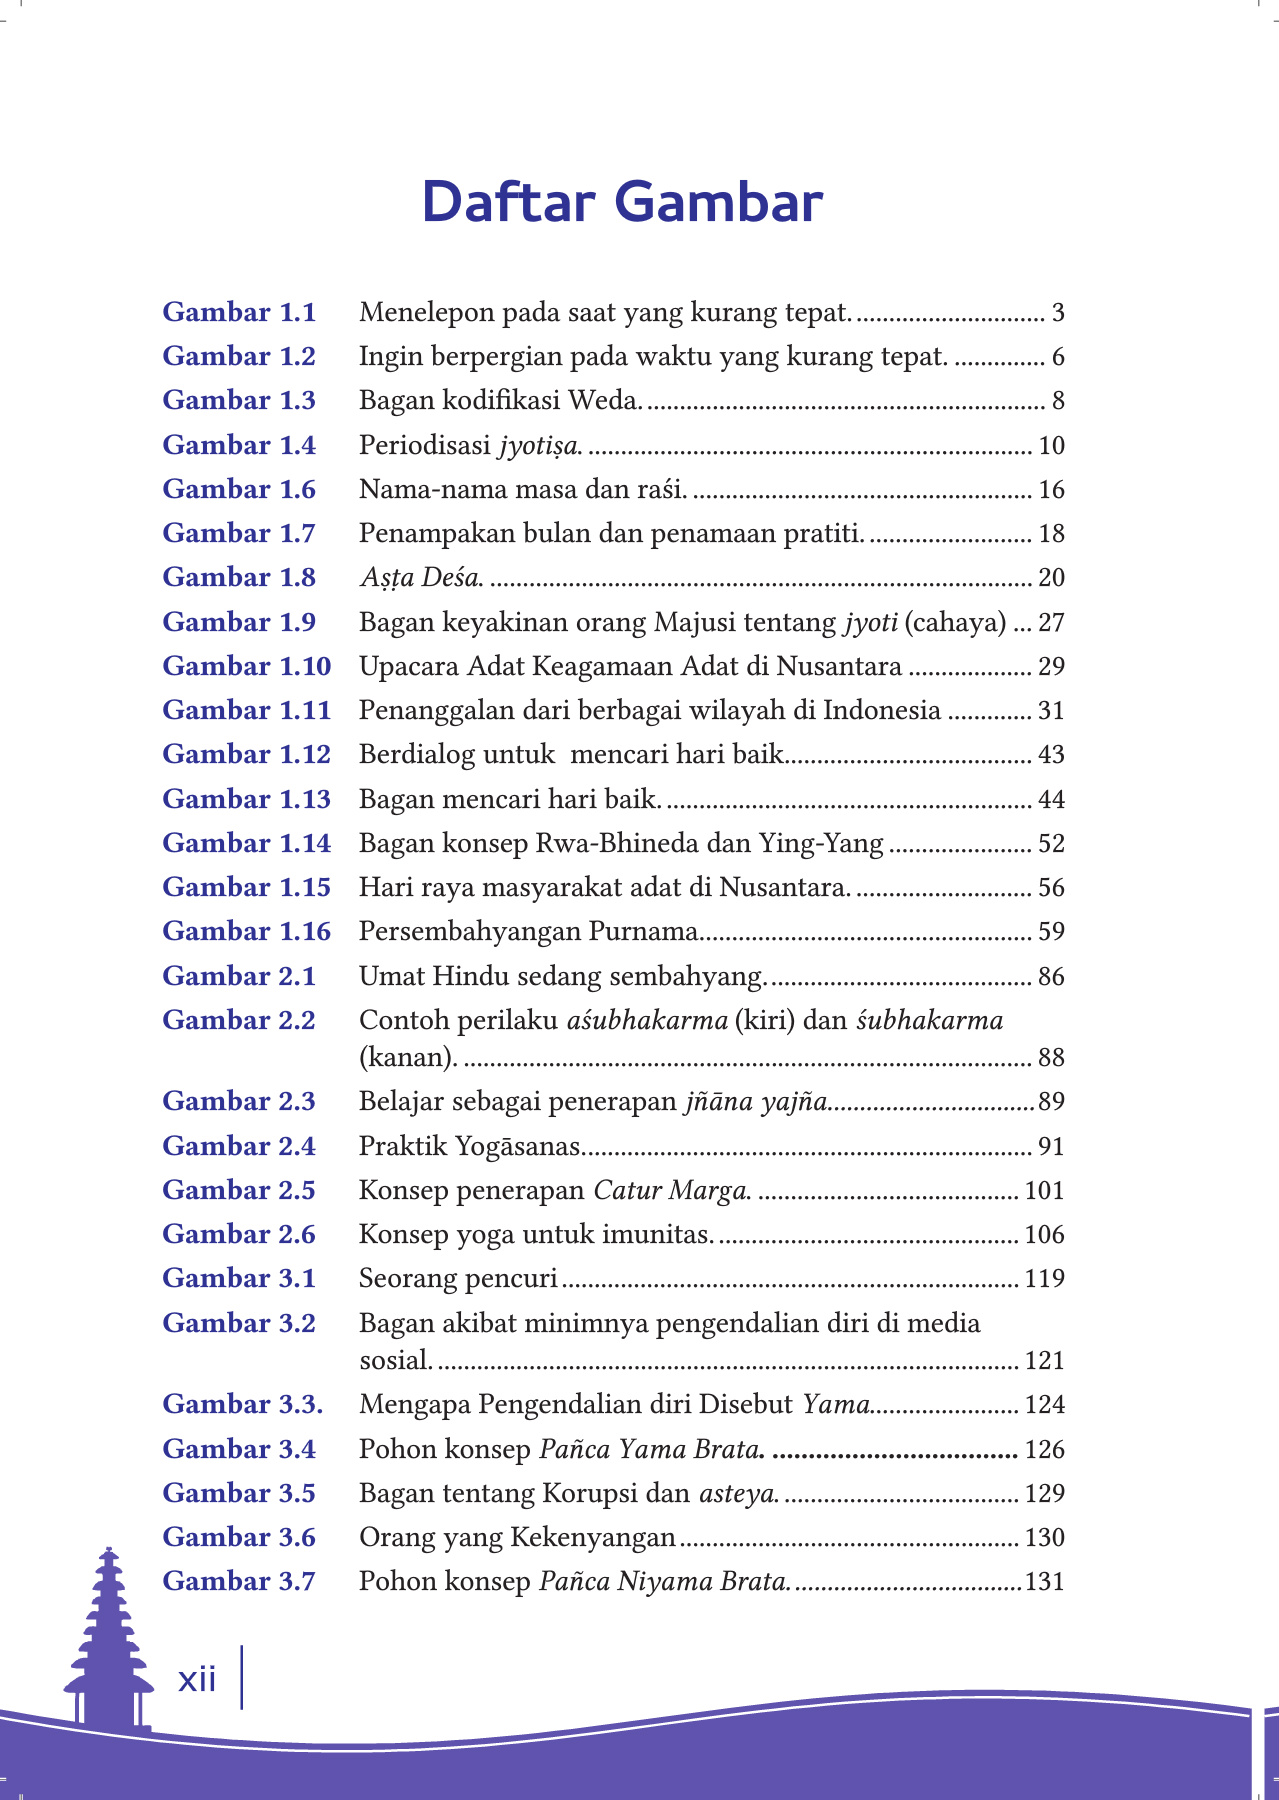 Daftar Gambar
Gambar 1.1 Menelepon pada saat yang kurang tepat. ............................ 3
Gambar 1.2 Ingin berpergian pada waktu yang kurang tepat. .............. 6
Gambar 1.3 Bagan kodifikasi Weda. ............................................................ 8
Gambar 1.4 Periodisasi jyotiṣa. ................................................................... 10
Gambar 1.6 Nama-nama masa dan raśi. ................................................... 16
Gambar 1.7 Penampakan bulan dan penamaan pratiti. ......................... 18
Gambar 1.8 Aṣṭa Deśa. .................................................................................. 20
Gambar 1.9 Bagan keyakinan orang Majusi tentang jyoti (cahaya) ... 27
Gambar 1.10 Upacara Adat Keagamaan Adat di Nusantara ................... 29
Gambar 1.11 Penanggalan dari berbagai wilayah di Indonesia ............. 31
Gambar 1.12 Berdialog untuk  mencari hari baik..................................... 43
Gambar 1.13 Bagan mencari hari baik. ....................................................... 44
Gambar 1.14 Bagan konsep Rwa-Bhineda dan Ying-Yang ...................... 52
Gambar 1.15 Hari raya masyarakat adat di Nusantara. ........................... 56
Gambar 1.16 Persembahyangan Purnama.................................................. 59
Gambar 2.1 Umat Hindu sedang sembahyang. ........................................ 86
Gambar 2.2 Contoh perilaku aśubhakarma (kiri) dan śubhakarma
(kanan). ...................................................................................... 88
Gambar 2.3 Belajar sebagai penerapan jñāna yajña...............................89
Gambar 2.4 Praktik Yogāsanas.................................................................... 91
Gambar 2.5 Konsep penerapan Catur Marga. ........................................ 101
Gambar 2.6 Konsep yoga untuk imunitas. .............................................. 106
Gambar 3.1 Seorang pencuri ...................................................................... 119
Gambar 3.2 Bagan akibat minimnya pengendalian diri di media
sosial. ........................................................................................ 121
Gambar 3.3. Mengapa Pengendalian diri Disebut Yama....................... 124
Gambar 3.4 Pohon konsep Pañca Yama Brata. ..................................... 126
Gambar 3.5 Bagan tentang Korupsi dan asteya. .................................... 129
Gambar 3.6 Orang yang Kekenyangan .................................................... 130
Gambar 3.7 Pohon konsep Pañca Niyama Brata. ..................................131
xii